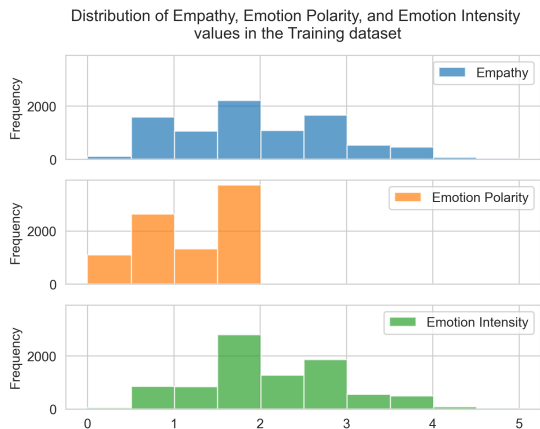 Distribution of Empathy, Emotion Polarity, and Emotion Intensity
values in the Training dataset
Frequency
2000
0
Empathy
Frequency
2000
0
Emotion Polarity
Frequency
2000
0
Emotion Intensity
0 1 2 3 4 5